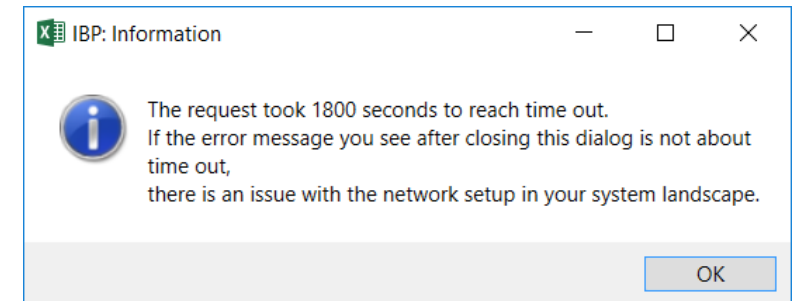 IBP: Information
The request took 1800 seconds to reach time out.
If the error message you see after closing this dialog is not about
time out,
there is an issue with the network setup in your system landscape.
OK